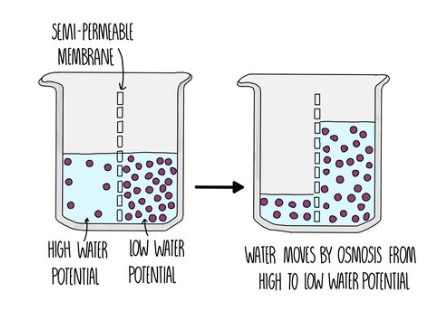 SEMI-PERMEABLE
MEMBRANE
HIGH WATER
POTENTIAL
LOW WATER
POTENTIAL
WATER MOVES BY OSMOSIS FROM
HIGH TO LOW WATER POTENTIAL